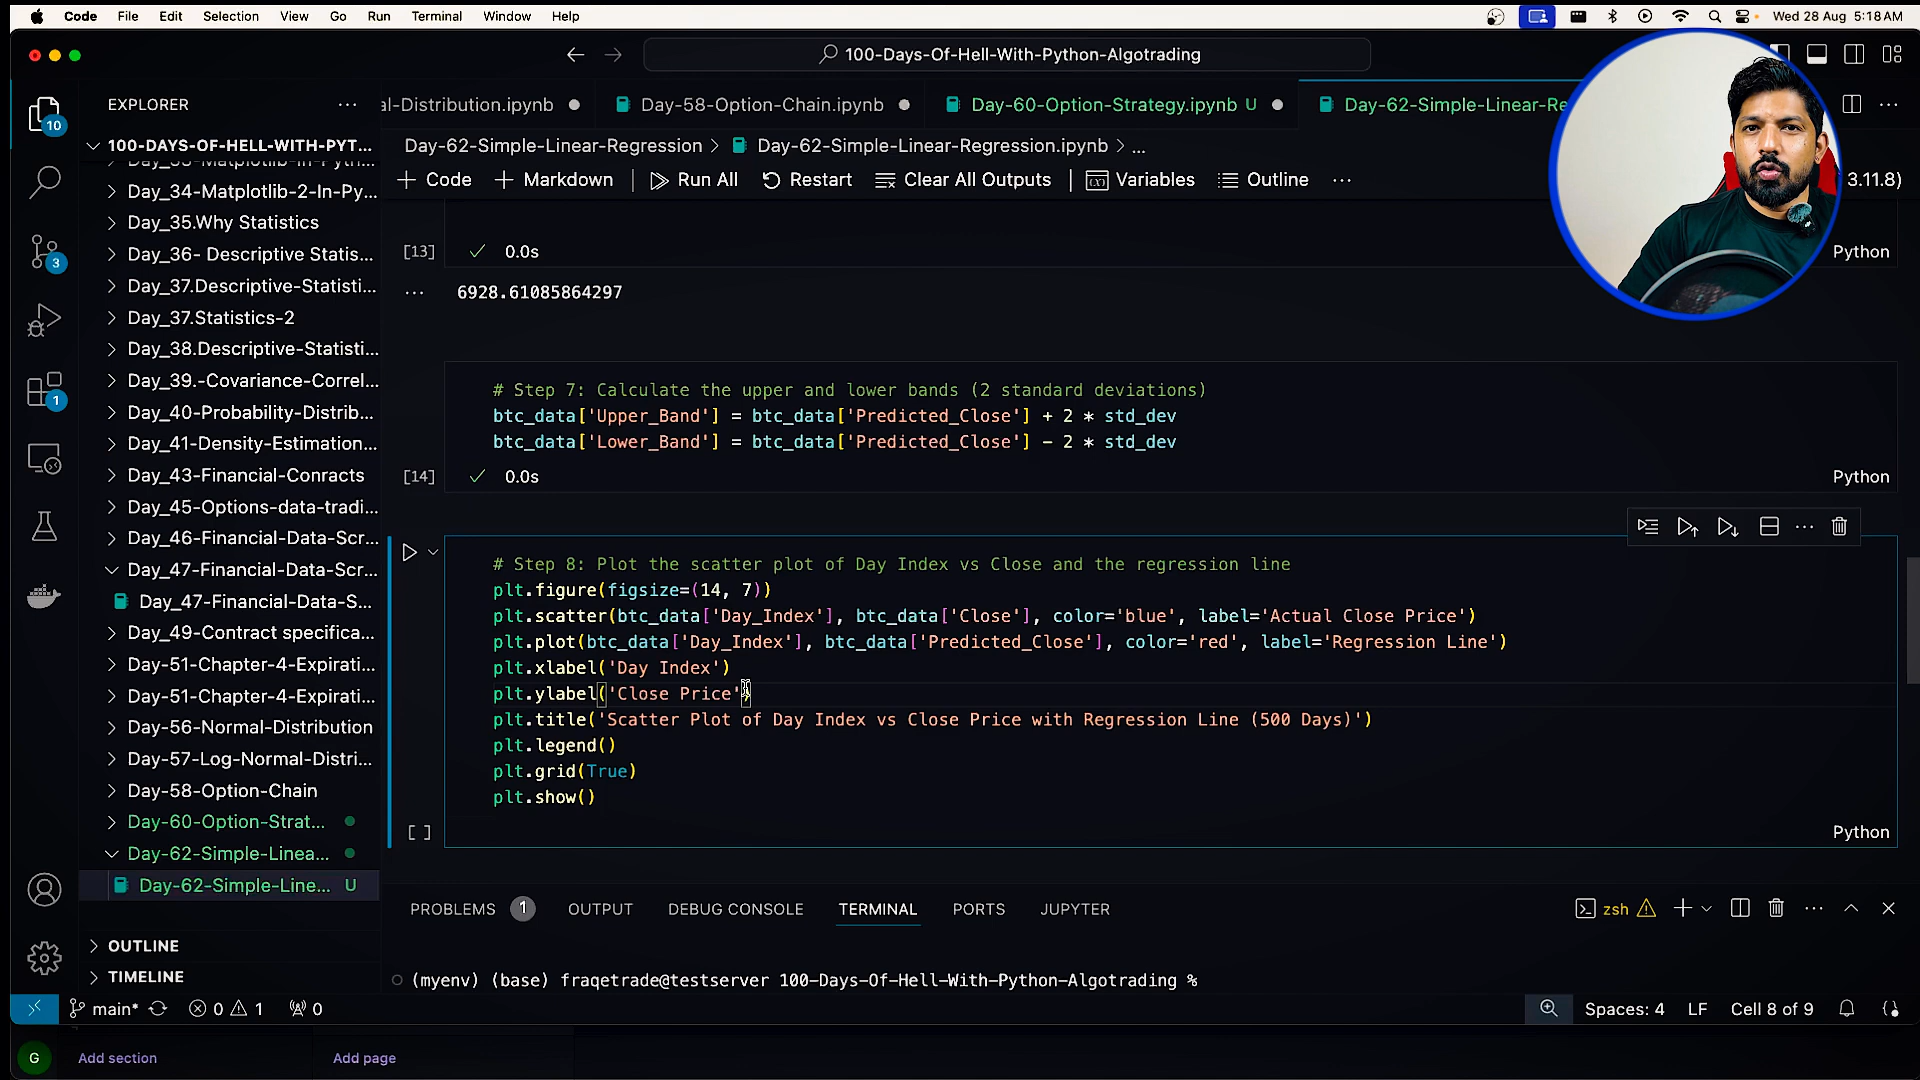 Code File Edit Selection View Go Run Terminal Window Help Wed 28 Aug 5:18 AM
100-Days-Of-Hell-With-Python-Algotrading
EXPLORER
al-Distribution.ipynb
Day-58-Option-Chain.ipynb
Day-60-Option-Strategy.ipynb U
Day-62-Simple-Linear-Re
Day-62-Simple-Linear-Regression > Day-62-Simple-Linear-Regression.ipynb > ...
+ Code + Markdown Run All Restart Clear All Outputs Variables Outline ... 3.11.8)
10
3
1
100-DAYS-OF-HELL-WITH-PYT...
Day_34-Matplotlib-2-In-Py...
Day_35.Why Statistics
Day_36- Descriptive Statis...
Day_37.Descriptive-Statisti...
Day_37.Statistics-2
Day_38.Descriptive-Statisti...
Day_39.-Covariance-Correl...
Day_40-Probability-Distrib...
Day_41-Density-Estimation...
Day_43-Financial-Conracts
Day_45-Options-data-tradi...
Day_46-Financial-Data-Scr...
Day_47-Financial-Data-Scr...
Day_47-Financial-Data-S...
Day_49-Contract specifica...
Day-51-Chapter-4-Expirati...
Day-51-Chapter-4-Expirati...
Day-56-Normal-Distribution
Day-57-Log-Normal-Distri...
Day-58-Option-Chain
Day-60-Option-Strat...
Day-62-Simple-Linea...
Day-62-Simple-Line... U
OUTLINE
TIMELINE
[13] 0.0s Python
... 6928.61085864297
# Step 7: Calculate the upper and lower bands (2 standard deviations)
btc_data['Upper_Band'] = btc_data['Predicted_Close'] + 2 * std_dev
btc_data['Lower_Band'] = btc_data['Predicted_Close'] - 2 * std_dev
[14] 0.0s Python
# Step 8: Plot the scatter plot of Day Index vs Close and the regression line
plt.figure(figsize=(14, 7))
plt.scatter(btc_data['Day_Index'], btc_data['Close'], color='blue', label='Actual Close Price')
plt.plot(btc_data['Day_Index'], btc_data['Predicted_Close'], color='red', label='Regression Line')
plt.xlabel('Day Index')
plt.ylabel('Close Price')
plt.title('Scatter Plot of Day Index vs Close Price with Regression Line (500 Days)')
plt.legend()
plt.grid(True)
plt.show()
[ ] Python
PROBLEMS 1 OUTPUT DEBUG CONSOLE TERMINAL PORTS JUPYTER zsh
(myenv) (base) fraqetrade@testserver 100-Days-Of-Hell-With-Python-Algotrading %
main* 0 1 0 Spaces: 4 LF Cell 8 of 9
G Add section Add page